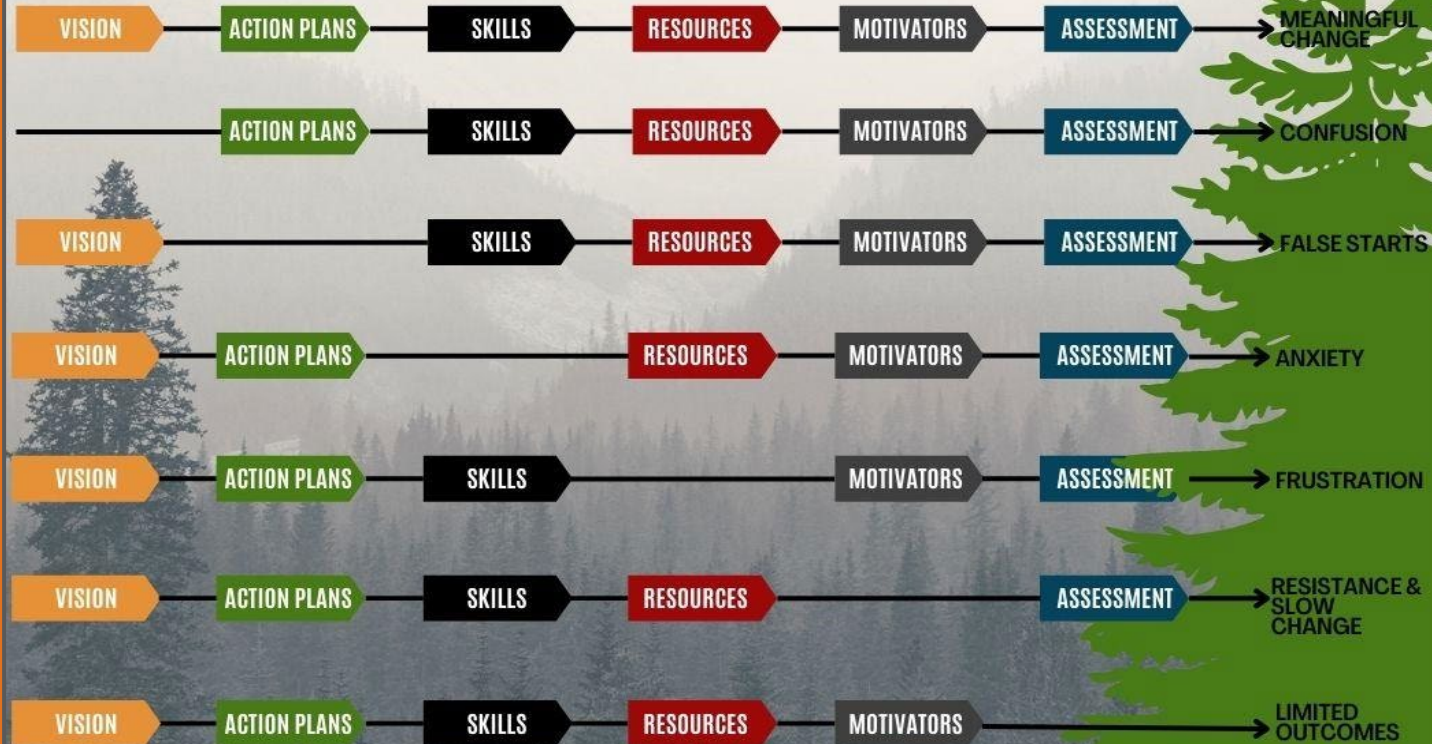 VISION ACTION PLANS SKILLS RESOURCES MOTIVATORS ASSESSMENT MEANINGFUL
CHANGE
ACTION PLANS SKILLS RESOURCES MOTIVATORS ASSESSMENT CONFUSION
VISION SKILLS RESOURCES MOTIVATORS ASSESSMENT FALSE STARTS
VISION ACTION PLANS RESOURCES MOTIVATORS ASSESSMENT ANXIETY
VISION ACTION PLANS SKILLS MOTIVATORS ASSESSMENT FRUSTRATION
VISION ACTION PLANS SKILLS RESOURCES ASSESSMENT RESISTANCE &
SLOW
CHANGE
VISION ACTION PLANS SKILLS RESOURCES MOTIVATORS LIMITED
OUTCOMES